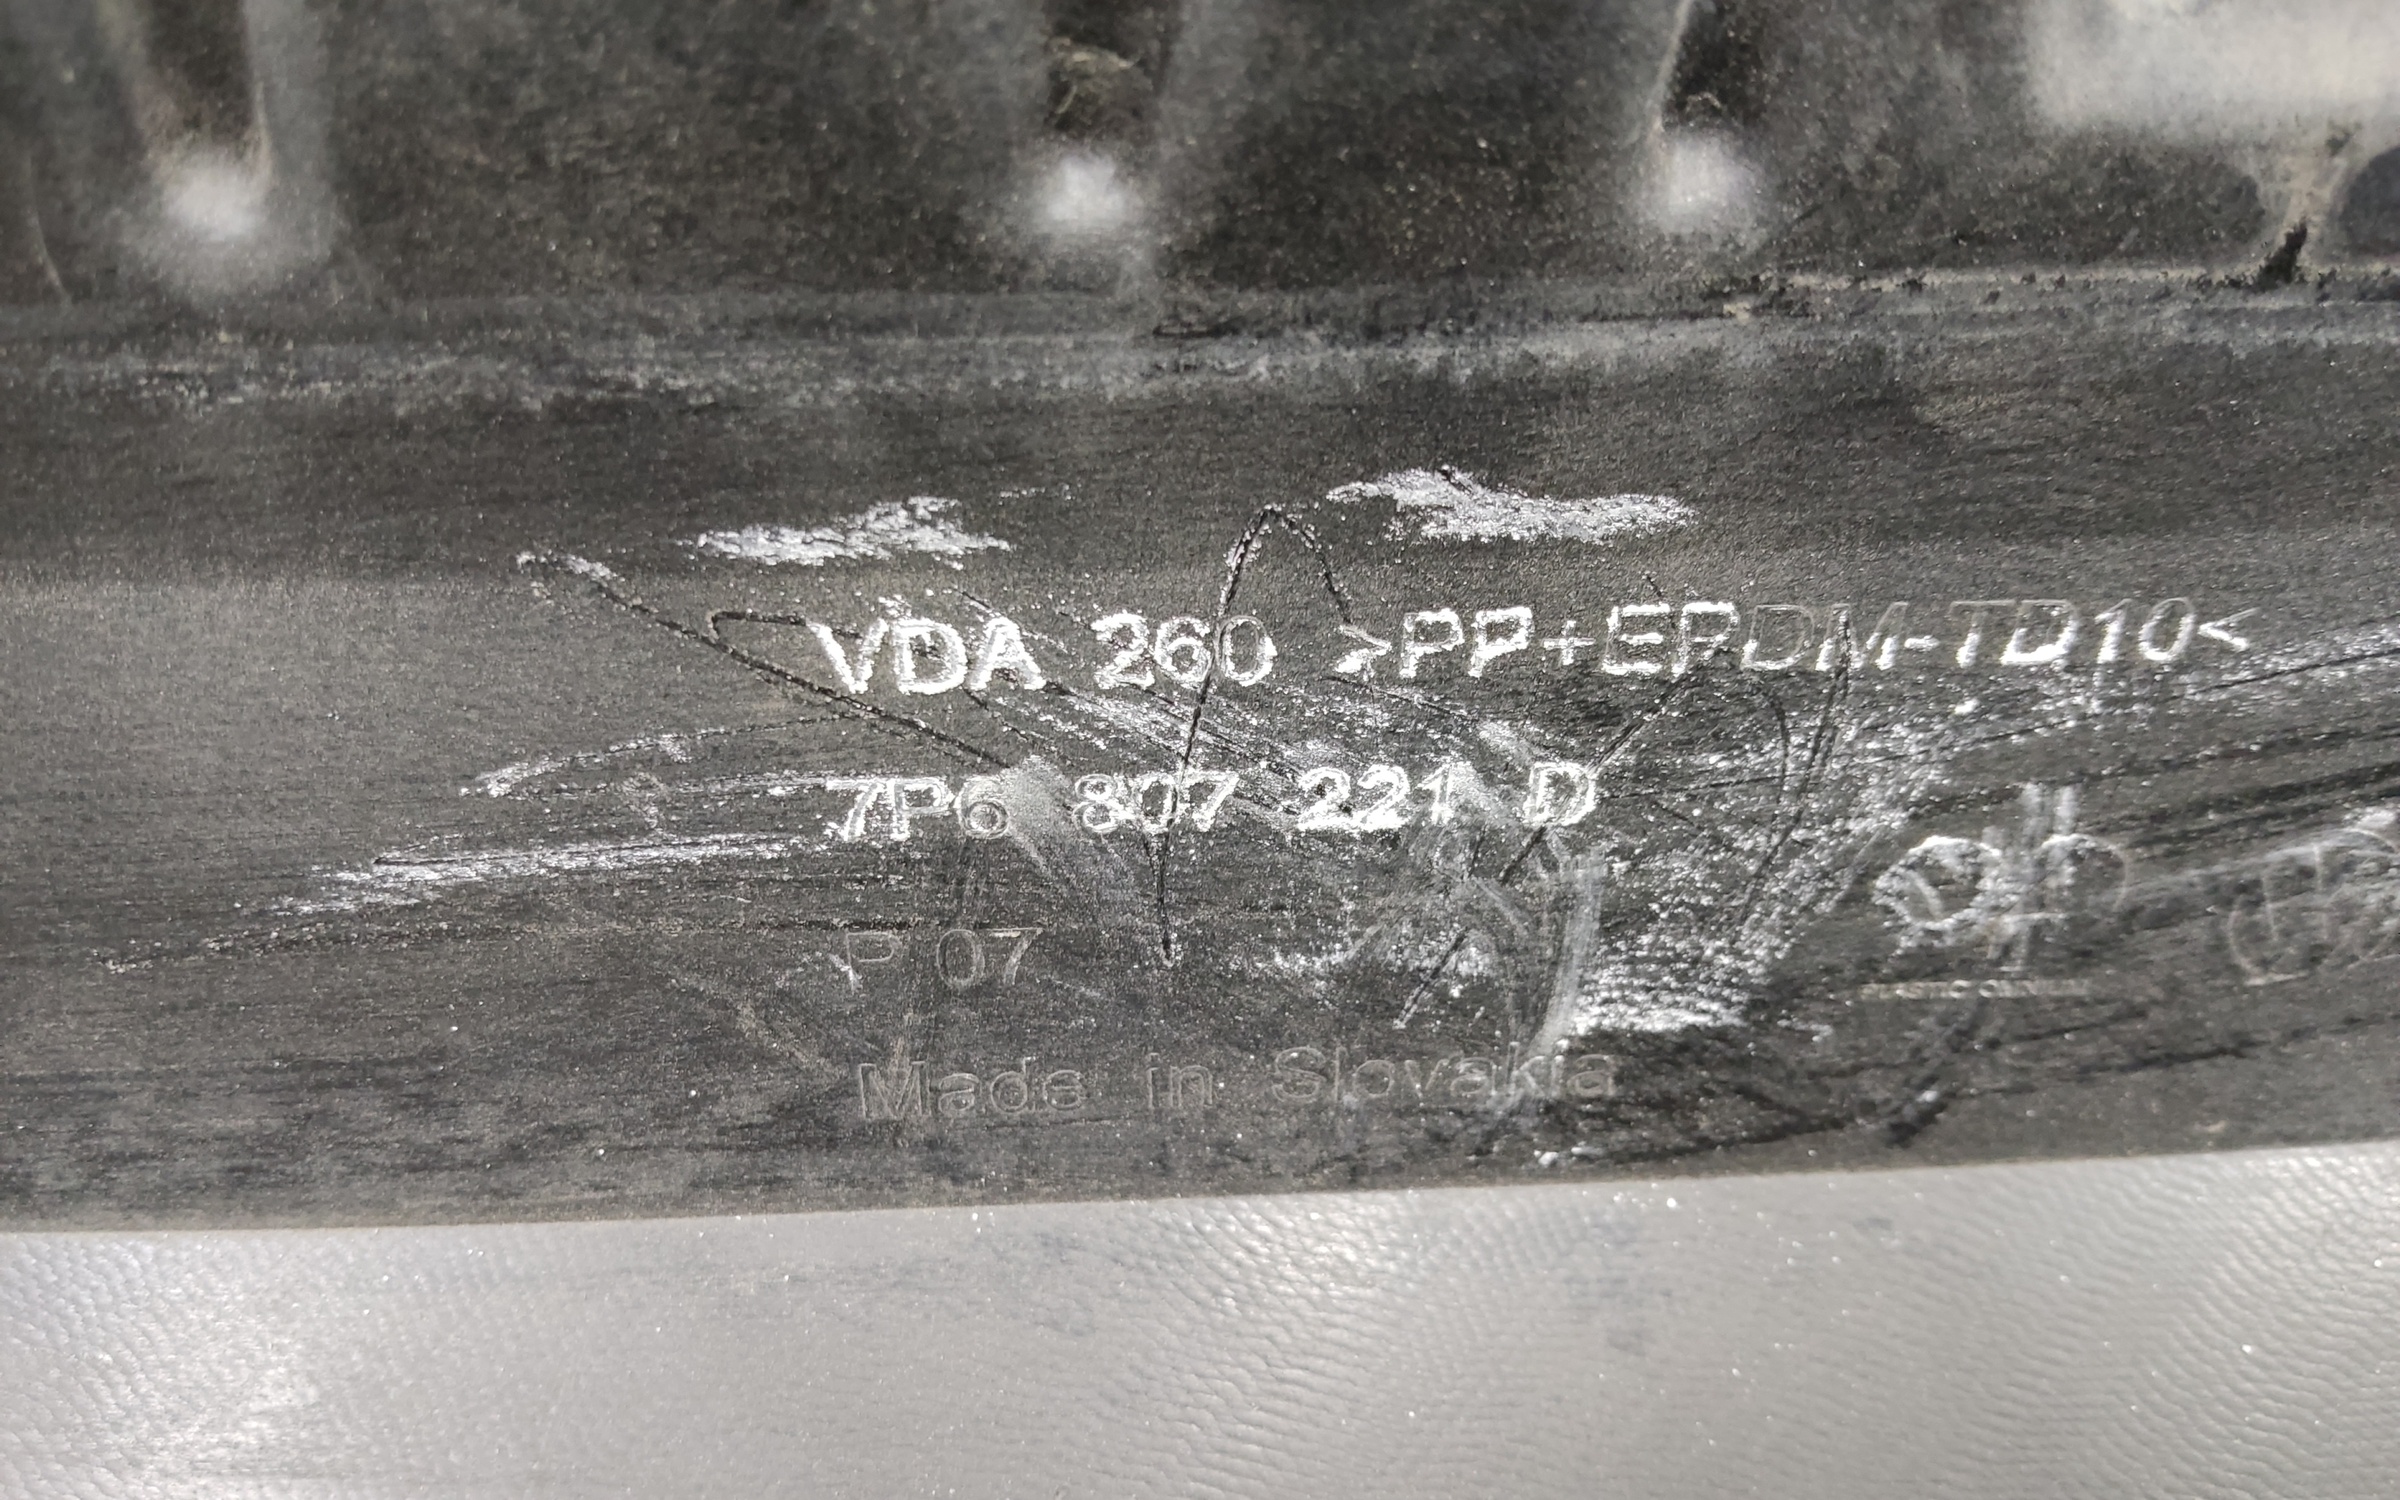 VDA 260 >PP+EPDM-TD10<
7P6 807 221 D
P 07
Made in Slovakia